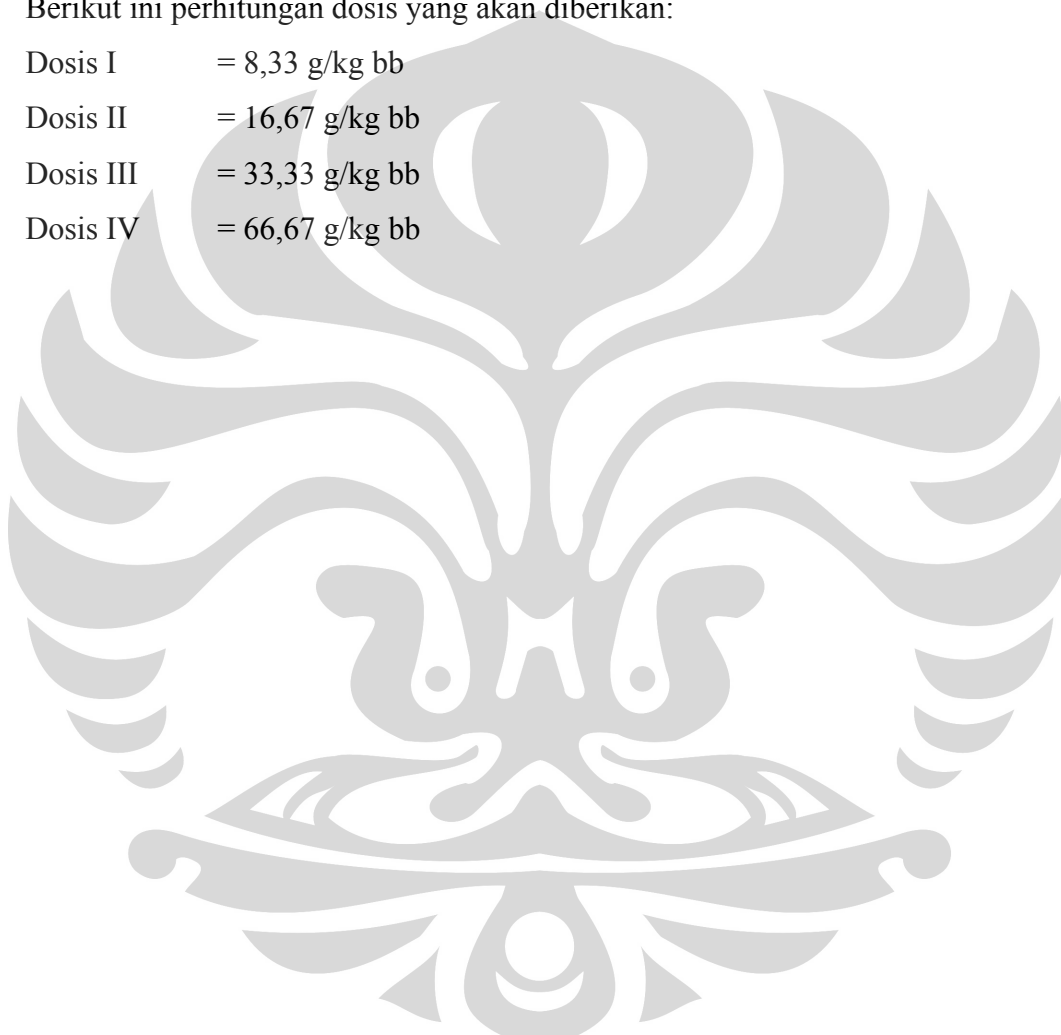 Berikut ini perhitungan dosis yang akan diberikan:
Dosis I = 8,33 g/kg bb
Dosis II = 16,67 g/kg bb
Dosis III = 33,33 g/kg bb
Dosis IV = 66,67 g/kg bb